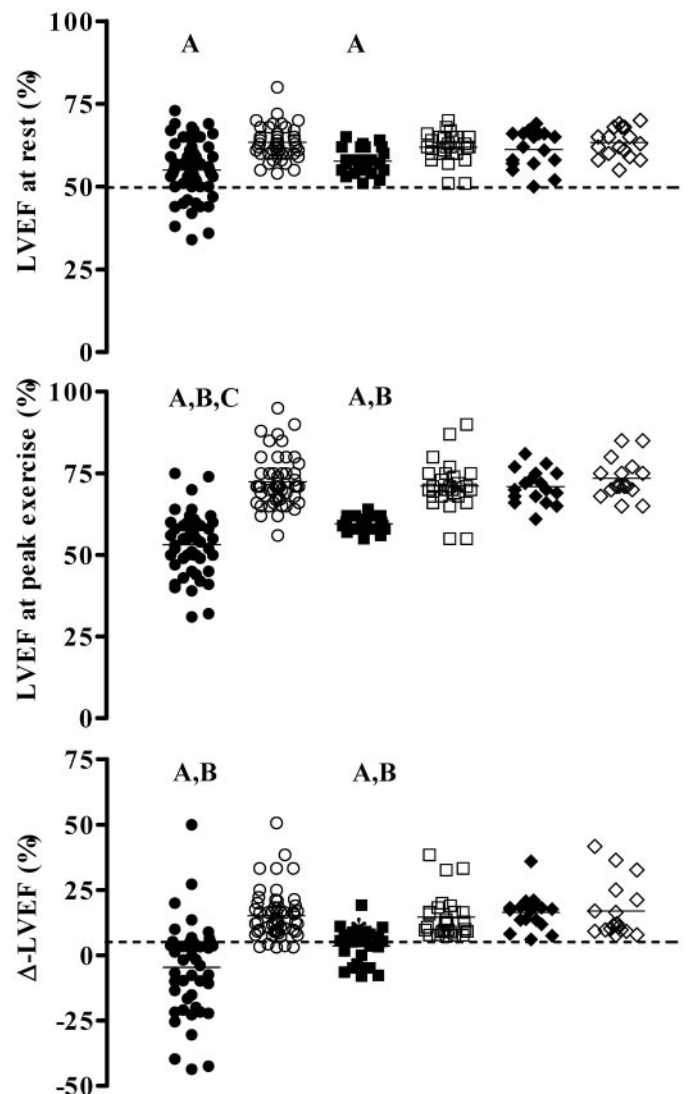 LVEF at rest (%)
100
75
50
25
0
A
A
LVEF at peak exercise (%)
100
75
50
25
0
A,B,C
A,B
Δ-LVEF (%)
75
50
25
0
-25
-50
A,B
A,B